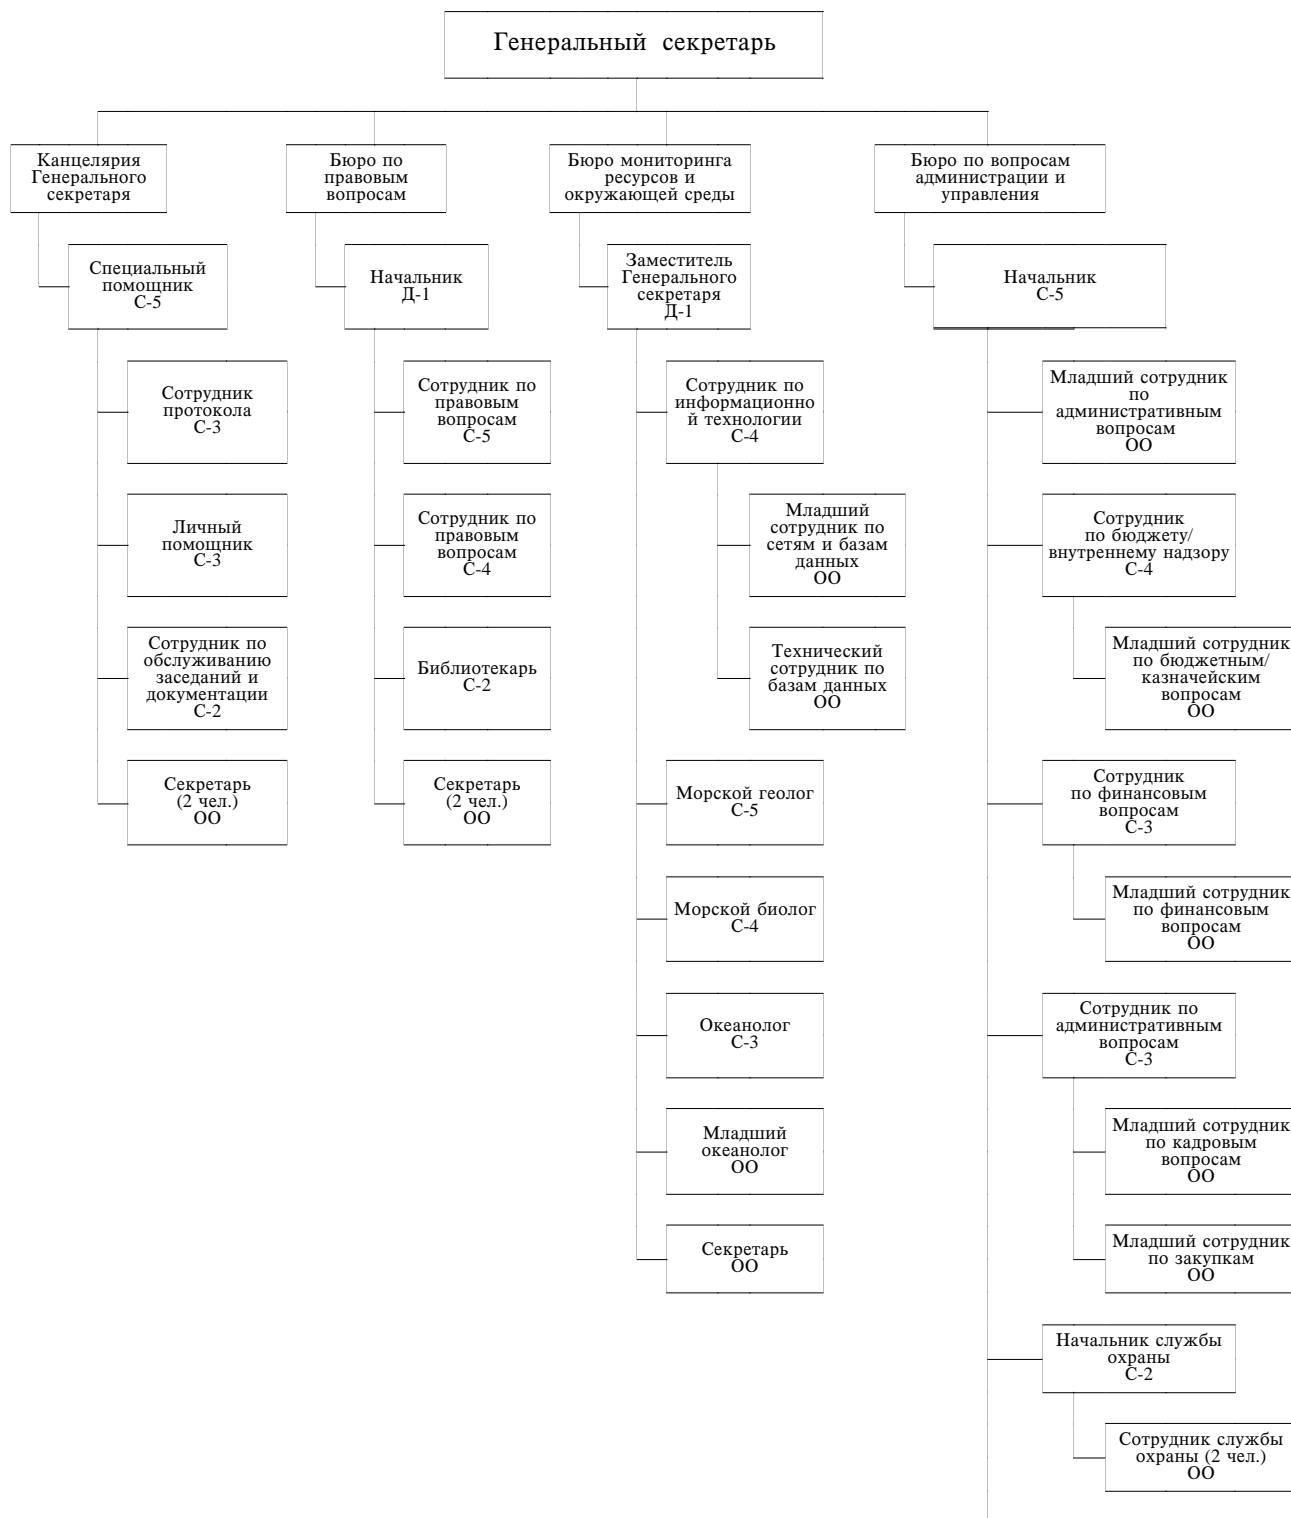 Генеральный секретарь
Канцелярия
Генерального
секретаря
Специальный
помощник
С-5
Сотрудник
протокола
С-3
Личный
помощник
С-3
Сотрудник по
обслуживанию
заседаний и
документации
С-2
Секретарь
(2 чел.)
ОО
Бюро по
правовым
вопросам
Начальник
Д-1
Сотрудник по
правовым
вопросам
С-5
Сотрудник по
правовым
вопросам
С-4
Библиотекарь
С-2
Секретарь
(2 чел.)
ОО
Бюро мониторинга
ресурсов и
окружающей среды
Заместитель
Генерального
секретаря
Д-1
Сотрудник по
информационно
й технологии
С-4
Младший
сотрудник по
сетям и базам
данных
ОО
Технический
сотрудник по
базам данных
ОО
Морской геолог
С-5
Морской биолог
С-4
Океанолог
С-3
Младший
океанолог
ОО
Секретарь
ОО
Бюро по вопросам
администрации и
управления
Начальник
С-5
Младший сотрудник
по
административным
вопросам
ОО
Сотрудник
по бюджету/
внутреннему надзору
С-4
Младший сотрудник
по бюджетным/
казначейским
вопросам
ОО
Сотрудник
по финансовым
вопросам
С-3
Младший сотрудник
по финансовым
вопросам
ОО
Сотрудник по
административным
вопросам
С-3
Младший сотрудник
по кадровым
вопросам
ОО
Младший сотрудник
по закупкам
ОО
Начальник службы
охраны
С-2
Сотрудник службы
охраны (2 чел.)
ОО